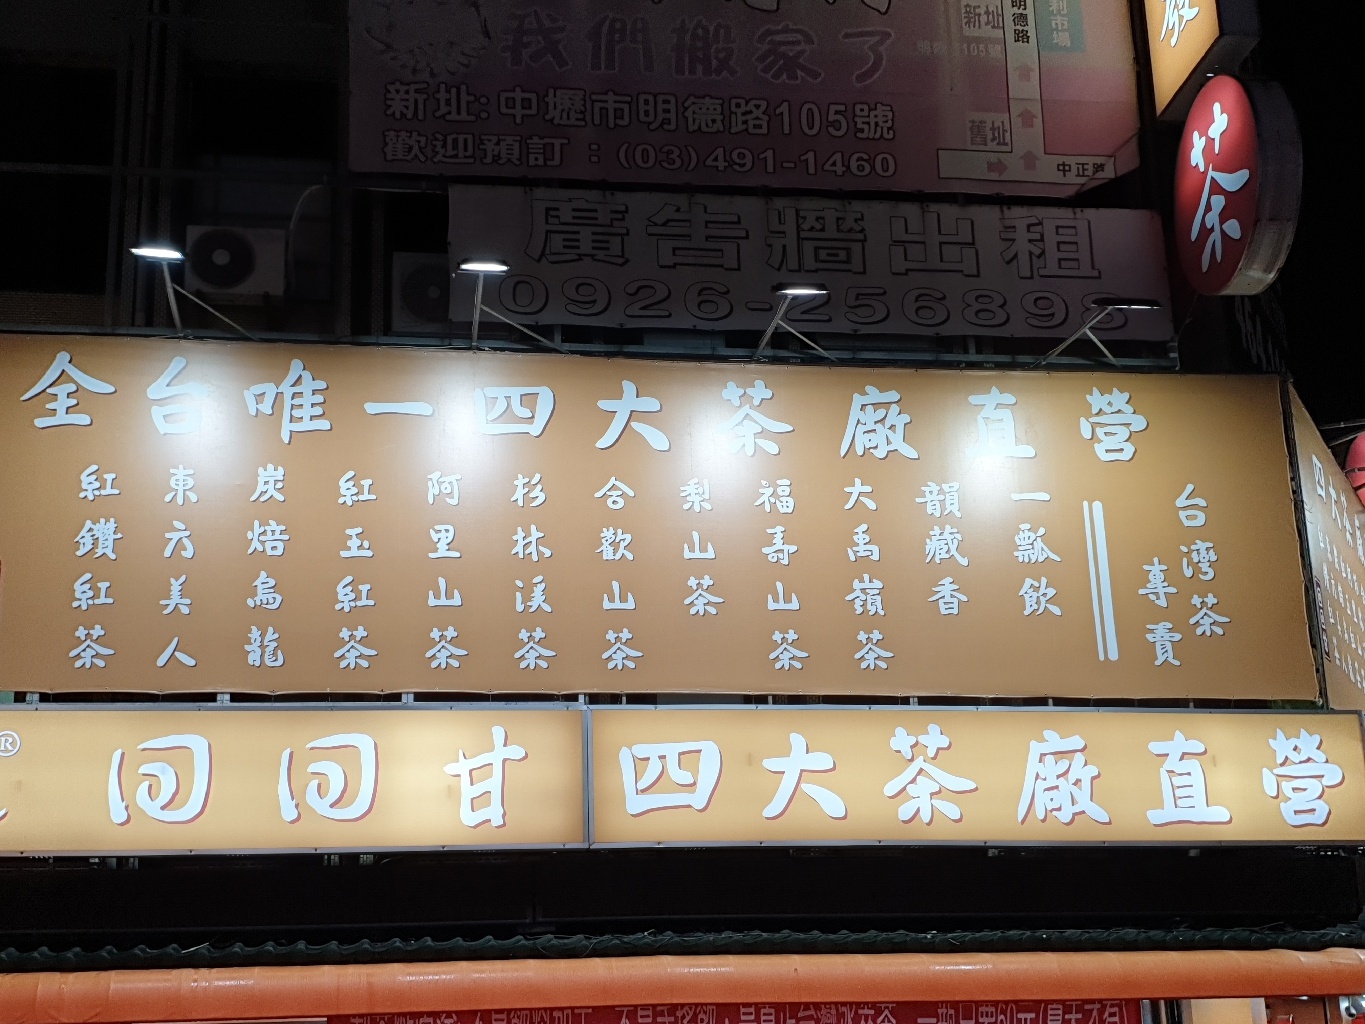 我們搬家了
新址:中壢市明德路105號
歡迎預訂：(03)491-1460
新址
明德路
利市場
105號
舊址
中正路
廠
茶
廣告牆出租
0926-256898
全台唯一四大茶廠直營
紅鑽紅茶
東方美人
炭焙烏龍
紅玉紅茶
阿里山茶
杉林溪茶
合歡山茶
梨山茶
福壽山茶
大禹嶺茶
韻藏香
一瓢飲
台灣茶
專賣
®
回回甘
四大茶廠直營